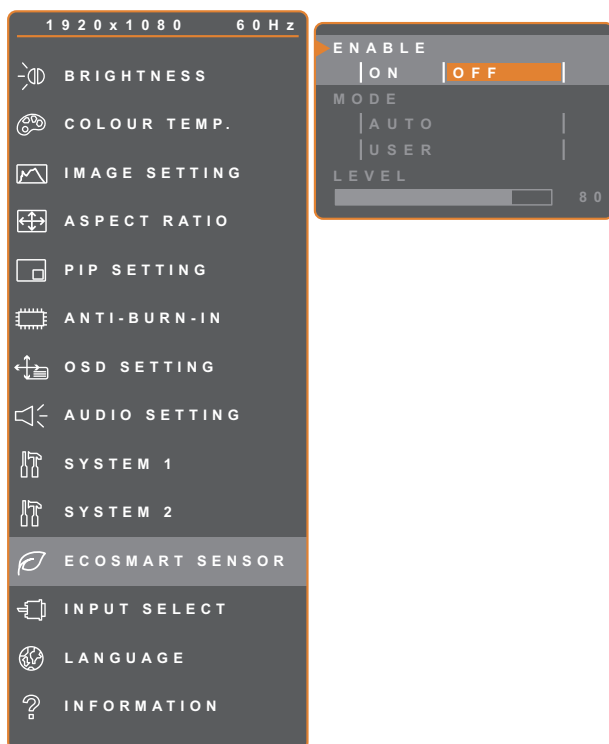 1920x1080 60Hz
BRIGHTNESS
COLOUR TEMP.
IMAGE SETTING
ASPECT RATIO
PIP SETTING
ANTI-BURN-IN
OSD SETTING
AUDIO SETTING
SYSTEM 1
SYSTEM 2
ECOSMART SENSOR
INPUT SELECT
LANGUAGE
INFORMATION
ENABLE
ON OFF
MODE
AUTO
USER
LEVEL
80